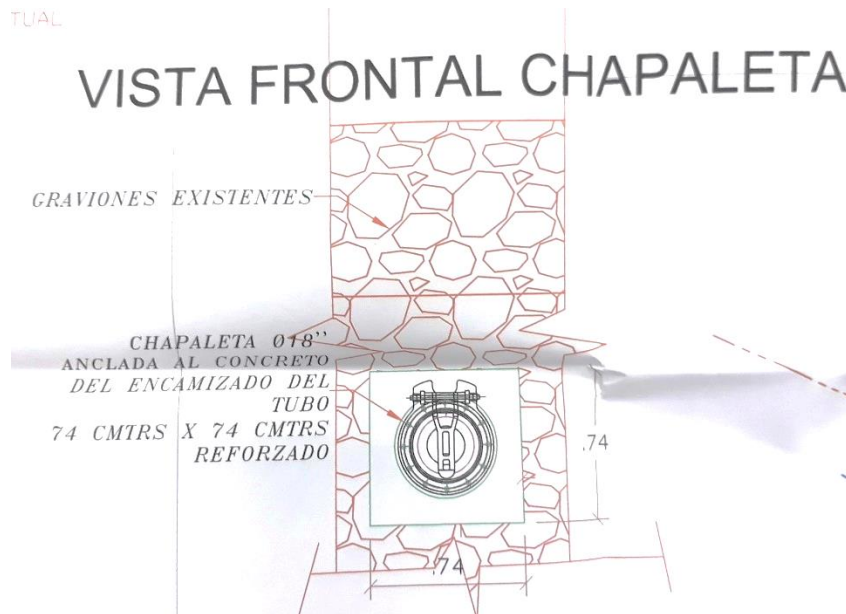 TUAL
VISTA FRONTAL CHAPALETA
GRAVIONES EXISTENTES
CHAPALETA Ø18’’
ANCLADA AL CONCRETO
DEL ENCAMIZADO DEL
TUBO
74 CMTRS X 74 CMTRS
REFORZADO
.74
.74